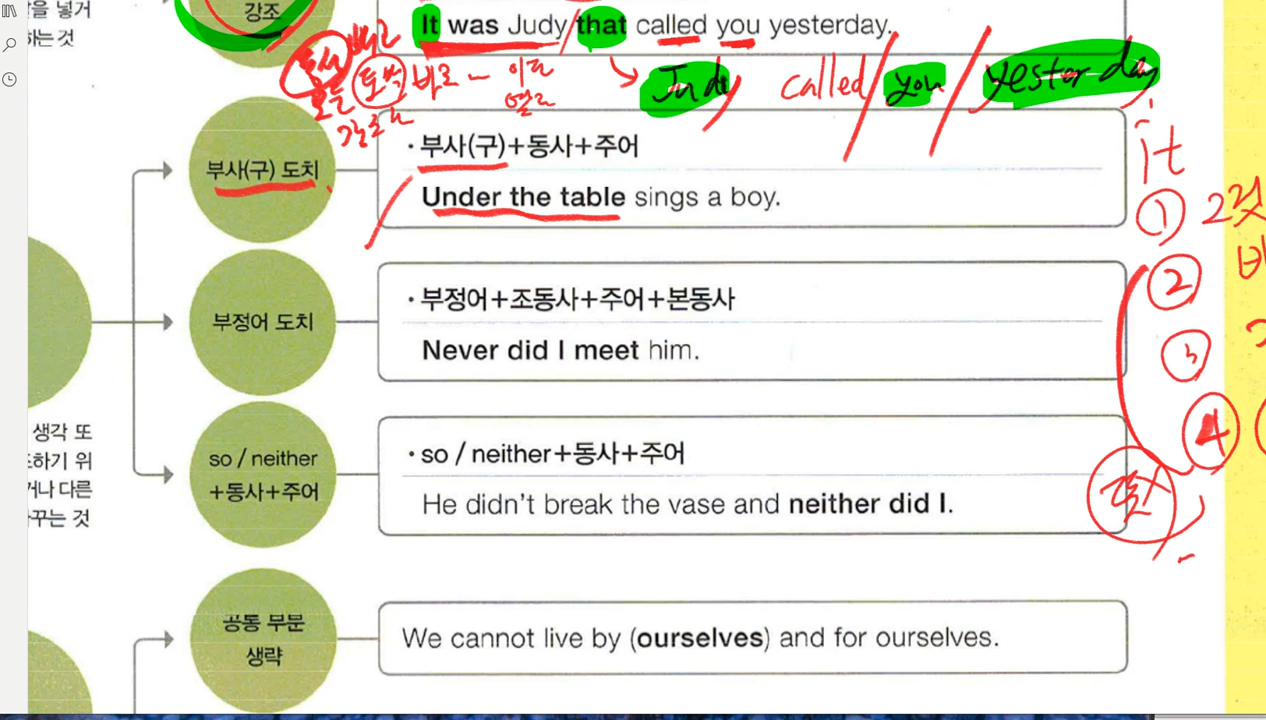 을 넣거
하는 것
강조
It was Judy that called you yesterday.
바로
Judy called you yesterday
부사(구) 도치
· 부사(구)+동사+주어
Under the table sings a boy.
it
①
②
3
4
부정어 도치
· 부정어+조동사+주어+본동사
Never did I meet him.
생각 또
조하기 위
거나 다른
바꾸는 것
so / neither
+동사+주어
· so / neither+동사+주어
He didn't break the vase and neither did I.
공통 부분
생략
We cannot live by (ourselves) and for ourselves.